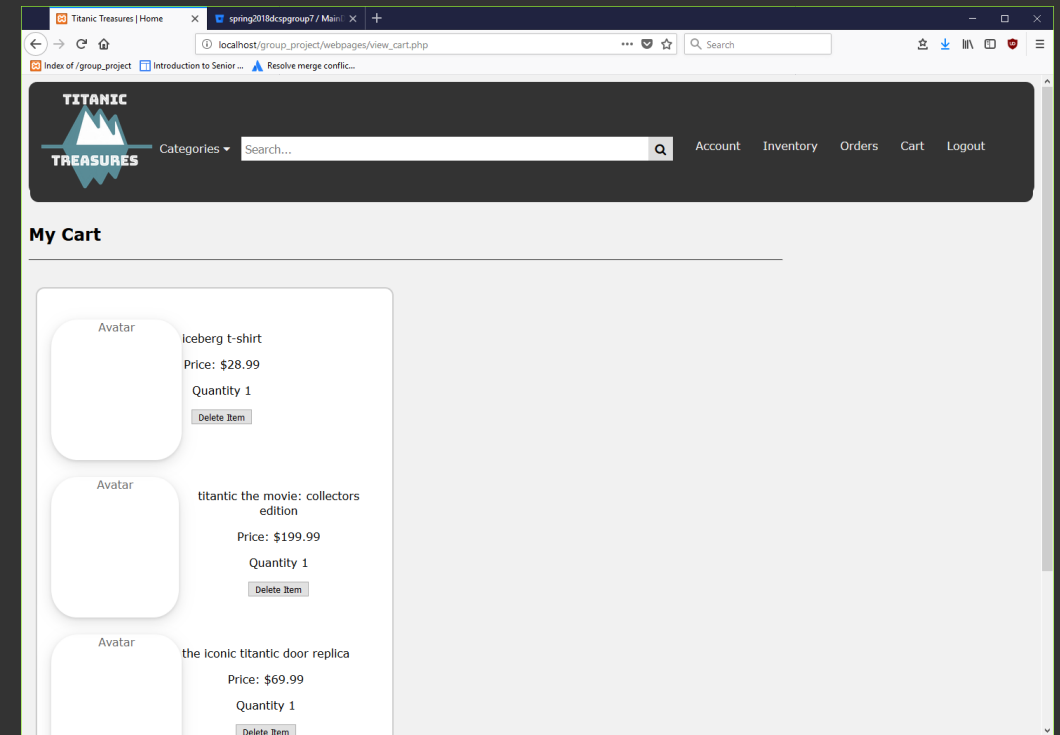 Titanic Treasures | Home
spring2018dcspgroup7 / MainD
localhost/group_project/webpages/view_cart.php
Search
Index of /group_project
Introduction to Senior ...
Resolve merge conflic...
TITANIC
TREASURES
Categories
Search...
Account
Inventory
Orders
Cart
Logout
My Cart
Avatar
iceberg t-shirt
Price: $28.99
Quantity 1
Delete Item
Avatar
titantic the movie: collectors
edition
Price: $199.99
Quantity 1
Delete Item
Avatar
the iconic titantic door replica
Price: $69.99
Quantity 1
Delete Item